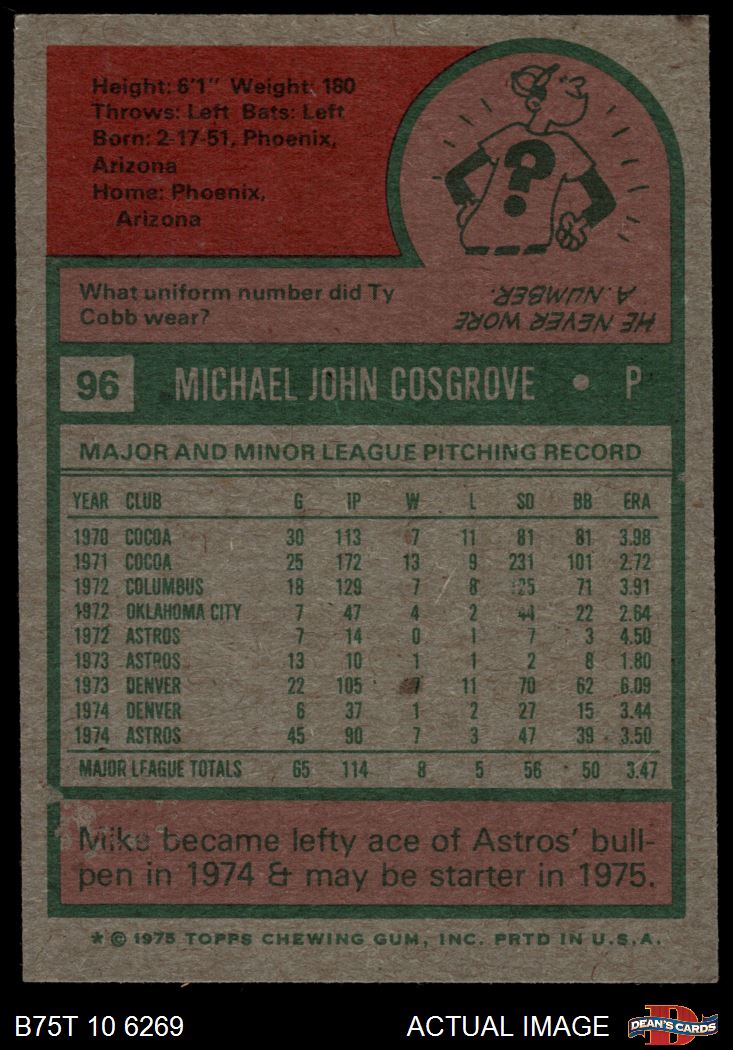 Height: 6'1" Weight: 180
Throws: Left Bats: Left
Born: 2-17-51, Phoenix,
Arizona
Home: Phoenix,
Arizona
?
What uniform number did Ty
Cobb wear?
HE NEVER WORE
A NUMBER.
96 MICHAEL JOHN COSGROVE • P
MAJOR AND MINOR LEAGUE PITCHING RECORD
YEAR CLUB G IP W L SO BB ERA
1970 COCOA 30 113 7 11 81 81 3.98
1971 COCOA 25 172 13 9 231 101 2.72
1972 COLUMBUS 18 129 7 8 125 71 3.91
1972 OKLAHOMA CITY 7 47 4 2 44 22 2.64
1972 ASTROS 7 14 0 1 7 3 4.50
1973 ASTROS 13 10 1 1 2 8 1.80
1973 DENVER 22 105 7 11 70 62 6.09
1974 DENVER 6 37 1 2 27 15 3.44
1974 ASTROS 45 90 7 3 47 39 3.50
MAJOR LEAGUE TOTALS 65 114 8 5 56 50 3.47
Mike became lefty ace of Astros' bull-
pen in 1974 & may be starter in 1975.
* © 1975 TOPPS CHEWING GUM, INC. PRTD IN U.S.A.
B75T 10 6269 ACTUAL IMAGE DEAN'S CARDS